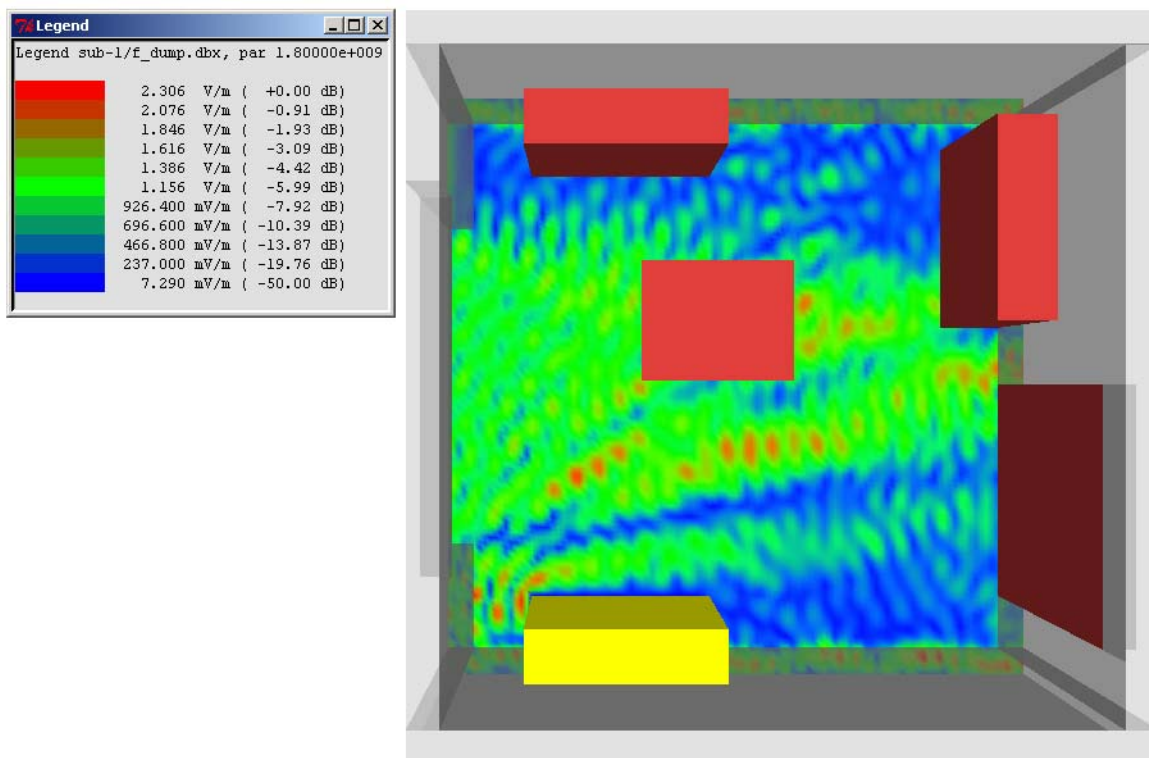 Legend
Legend sub-1/f_dump.dbx, par 1.80000e+009
2.306 V/m ( +0.00 dB)
2.076 V/m ( -0.91 dB)
1.846 V/m ( -1.93 dB)
1.616 V/m ( -3.09 dB)
1.386 V/m ( -4.42 dB)
1.156 V/m ( -5.99 dB)
926.400 mV/m ( -7.92 dB)
696.600 mV/m ( -10.39 dB)
466.800 mV/m ( -13.87 dB)
237.000 mV/m ( -19.76 dB)
7.290 mV/m ( -50.00 dB)